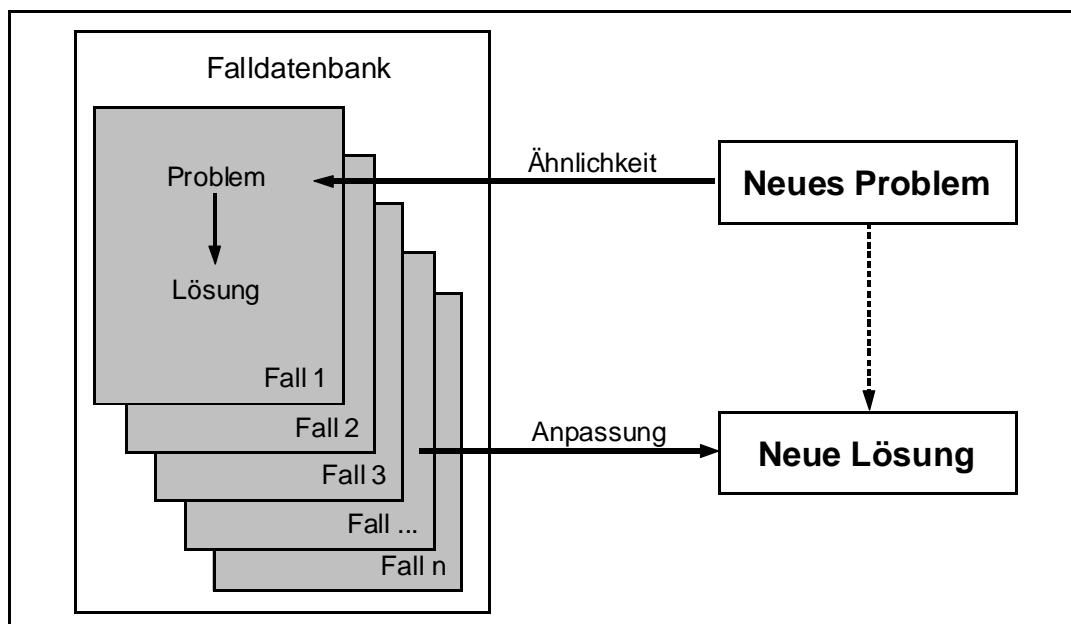 Falldatenbank
Problem
Lösung
Fall 1
Fall 2
Fall 3
Fall ...
Fall n
Ähnlichkeit
Anpassung
Neues Problem
Neue Lösung